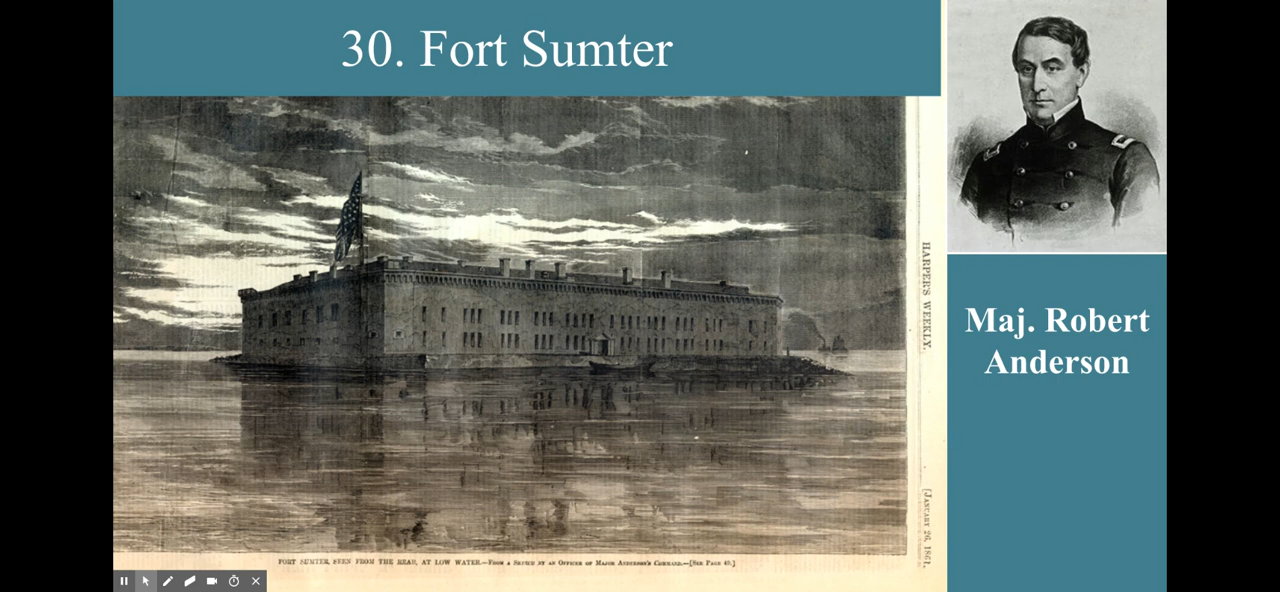 30. Fort Sumter
HARPER'S WEEKLY.
[JANUARY 26, 1861.
FORT SUMTER, SEEN FROM THE REAR, AT LOW WATER.—FROM A SKETCH BY AN OFFICER OF MAJOR ANDERSON'S COMMAND.—[SEE PAGE 49.]
Maj. Robert
Anderson